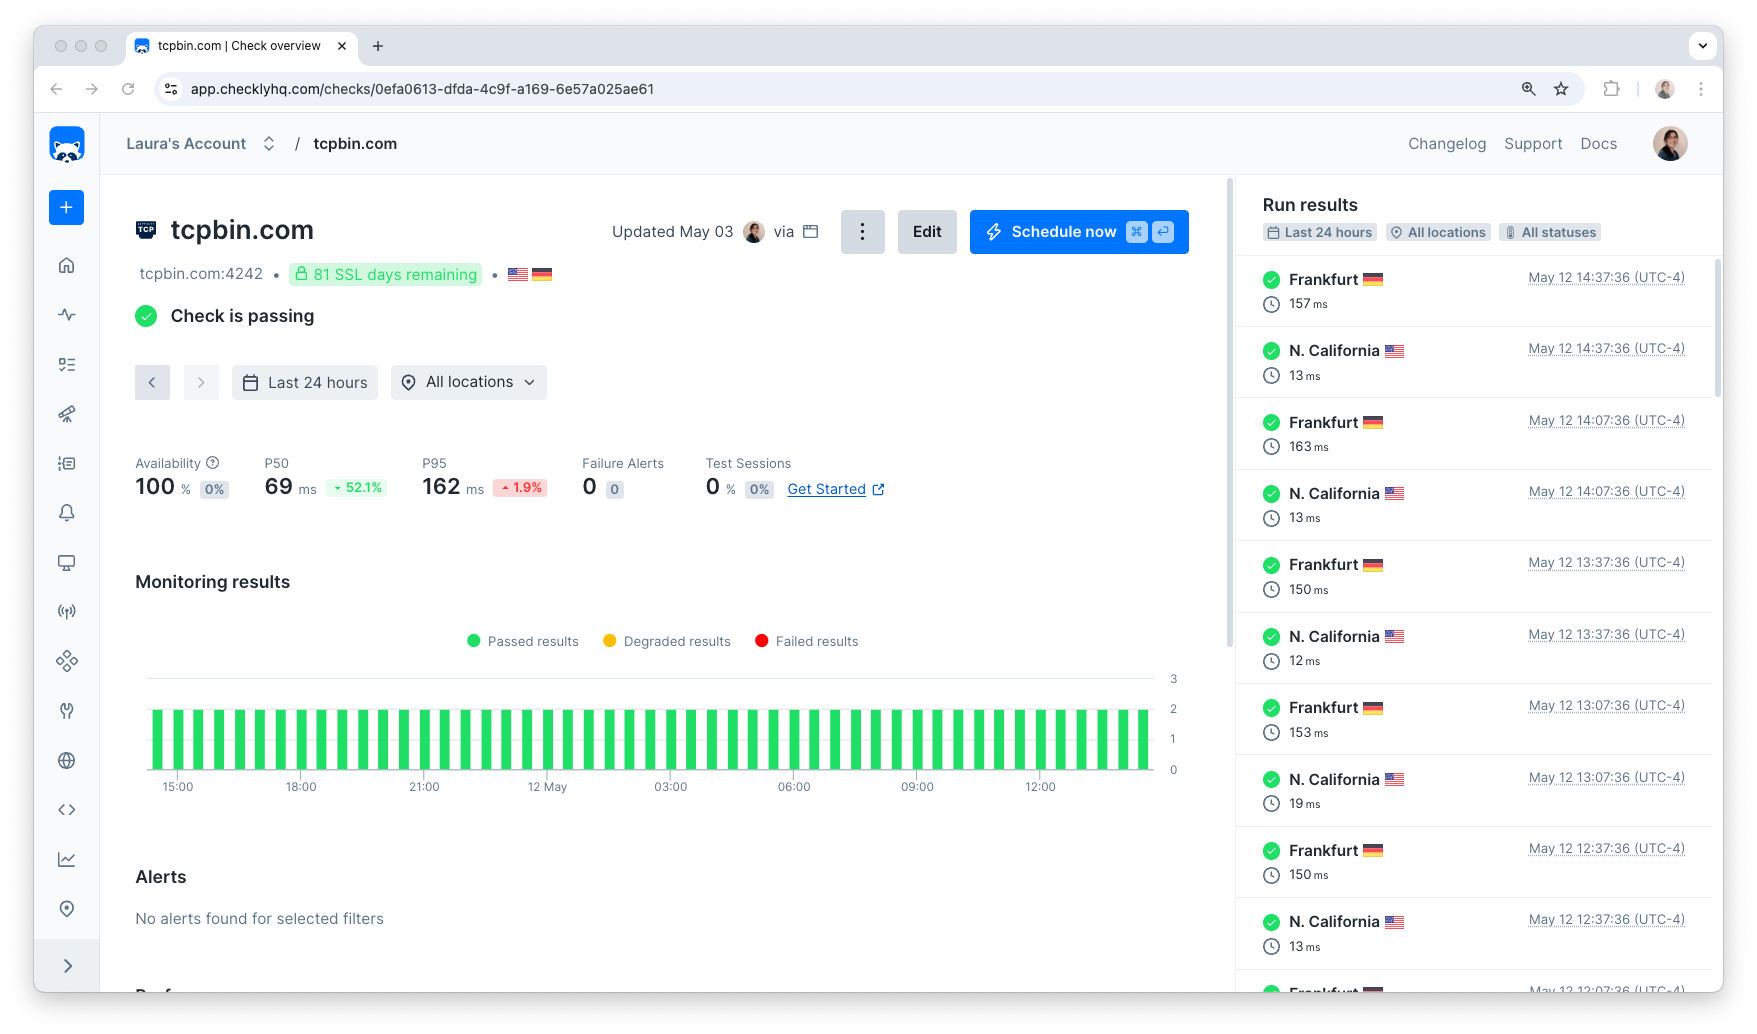 tcpbin.com | Check overview
app.checklyhq.com/checks/0efa0613-dfda-4c9f-a169-6e57a025ae61
Laura's Account / tcpbin.com
Changelog Support Docs
TCP tcpbin.com
Updated May 03 via
Edit
Schedule now
tcpbin.com:4242 • 81 SSL days remaining •
Check is passing
Last 24 hours
All locations
Availability
100 % 0%
P50
69 ms 52.1%
P95
162 ms 1.9%
Failure Alerts
0 0
Test Sessions
0 % 0% Get Started
Monitoring results
Passed results Degraded results Failed results
3
2
1
0
15:00 18:00 21:00 12 May 03:00 06:00 09:00 12:00
Alerts
No alerts found for selected filters
Run results
Last 24 hours All locations All statuses
Frankfurt May 12 14:37:36 (UTC-4)
157 ms
N. California May 12 14:37:36 (UTC-4)
13 ms
Frankfurt May 12 14:07:36 (UTC-4)
163 ms
N. California May 12 14:07:36 (UTC-4)
13 ms
Frankfurt May 12 13:37:36 (UTC-4)
150 ms
N. California May 12 13:37:36 (UTC-4)
12 ms
Frankfurt May 12 13:07:36 (UTC-4)
153 ms
N. California May 12 13:07:36 (UTC-4)
19 ms
Frankfurt May 12 12:37:36 (UTC-4)
150 ms
N. California May 12 12:37:36 (UTC-4)
13 ms
Frankfurt May 12 12:07:36 (UTC-4)